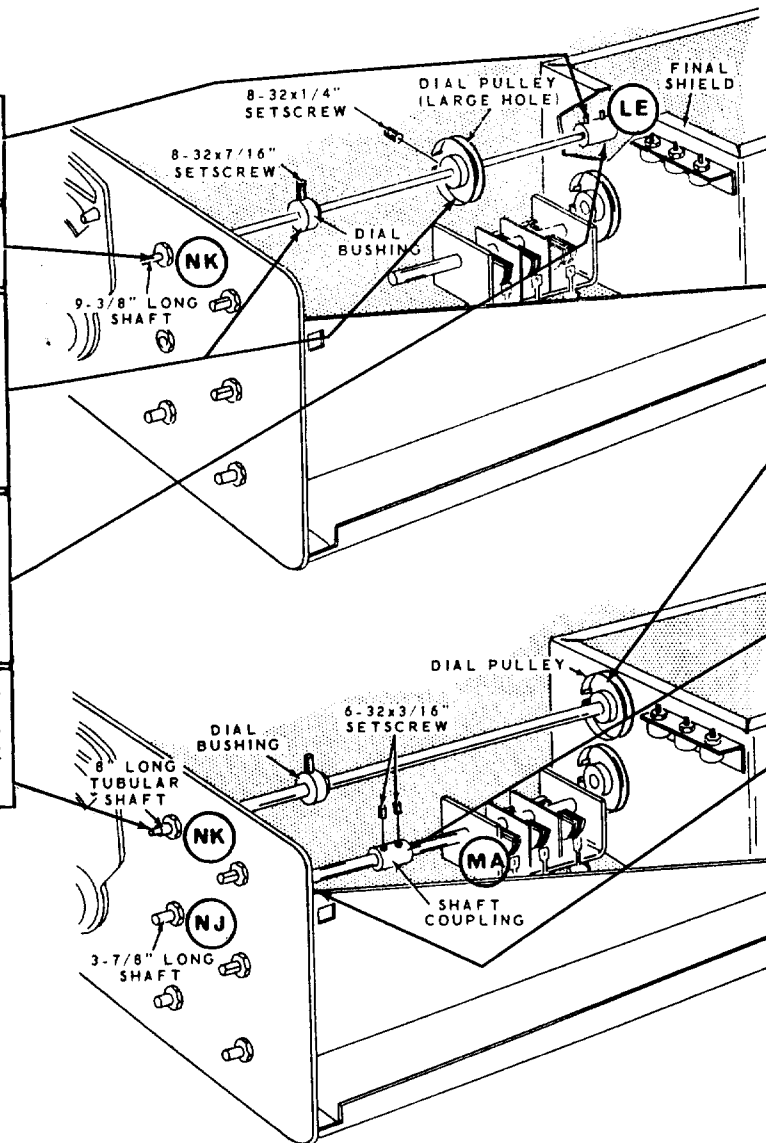 8-32x1/4"
SETSCREW
DIAL PULLEY
(LARGE HOLE)
FINAL
SHIELD
LE
8-32x7/16"
SETSCREW
DIAL
BUSHING
NK
9-3/8" LONG
SHAFT
DIAL PULLEY
6-32x3/16"
SETSCREW
DIAL
BUSHING
8" LONG
TUBULAR
SHAFT
NK
MA
SHAFT
COUPLING
NJ
3-7/8" LONG
SHAFT